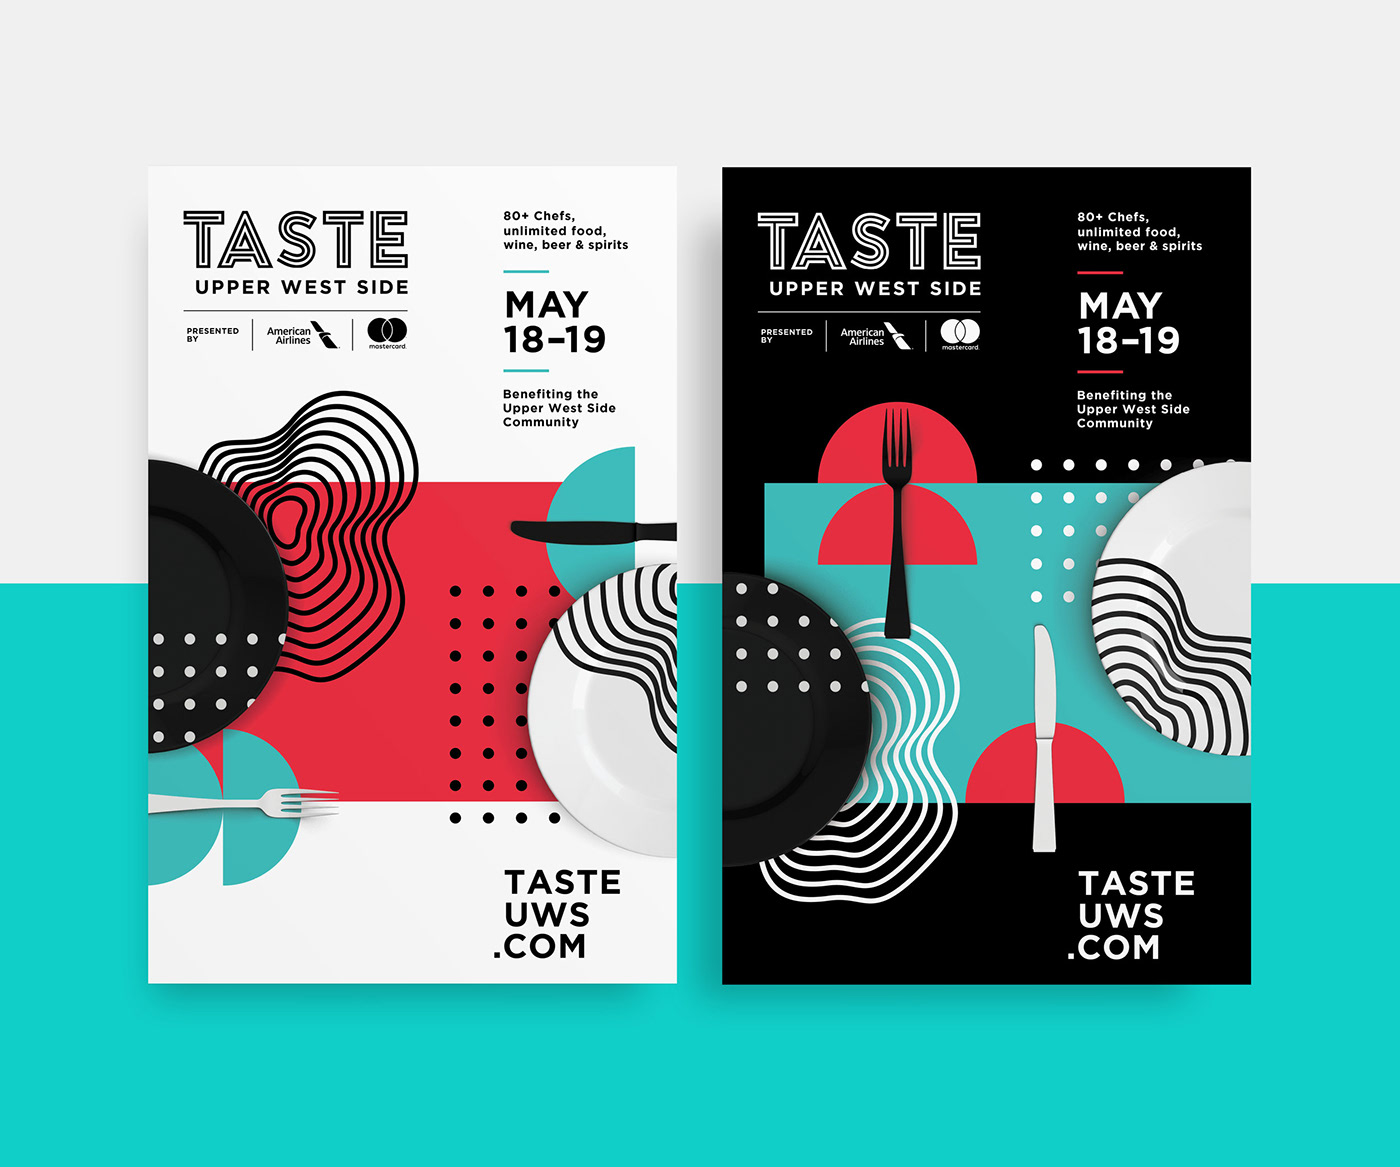 TASTE
UPPER WEST SIDE
PRESENTED
BY
American
Airlines
mastercard.
80+ Chefs,
unlimited food,
wine, beer & spirits
MAY
18–19
Benefiting the
Upper West Side
Community
TASTE
UWS
.COM
TASTE
UPPER WEST SIDE
PRESENTED
BY
American
Airlines
mastercard.
80+ Chefs,
unlimited food,
wine, beer & spirits
MAY
18–19
Benefiting the
Upper West Side
Community
TASTE
UWS
.COM